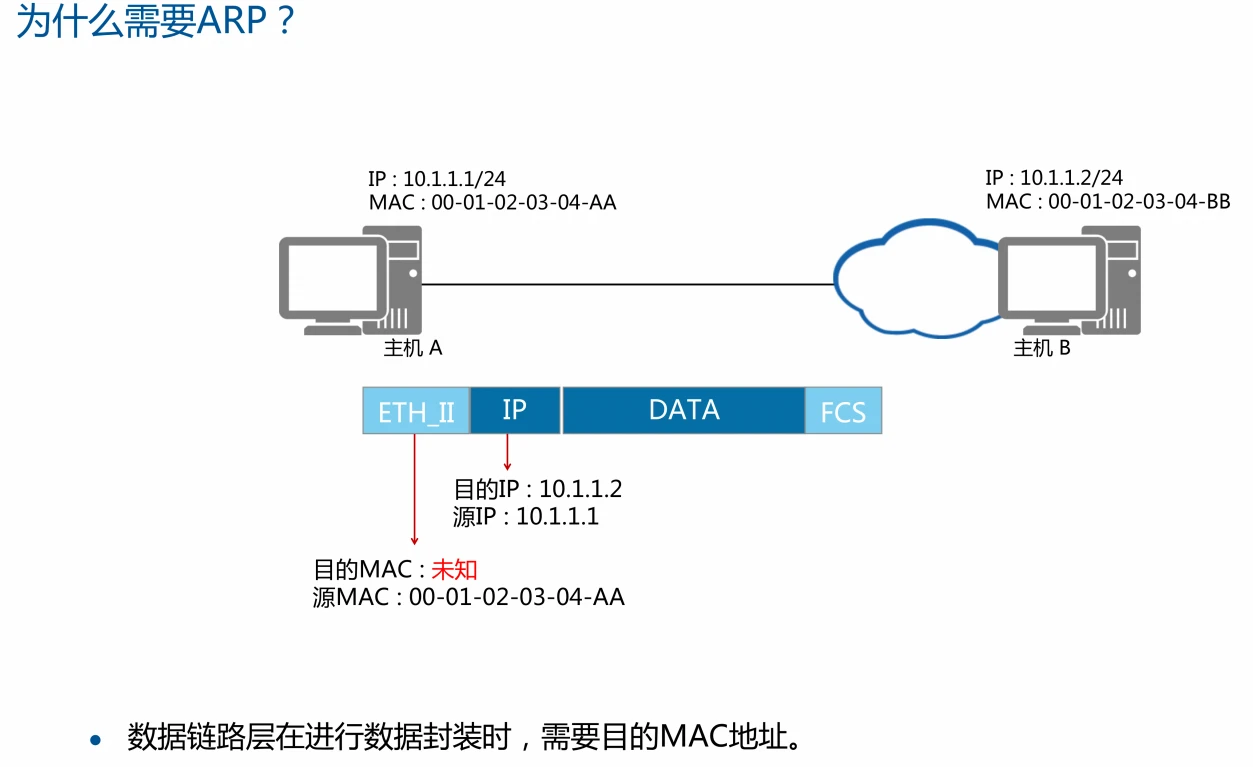 为什么需要ARP？
IP : 10.1.1.1/24
MAC : 00-01-02-03-04-AA
IP : 10.1.1.2/24
MAC : 00-01-02-03-04-BB
主机 A
主机 B
ETH_II IP DATA FCS
目的IP : 10.1.1.2
源IP : 10.1.1.1
目的MAC : 未知
源MAC : 00-01-02-03-04-AA
• 数据链路层在进行数据封装时，需要目的MAC地址。